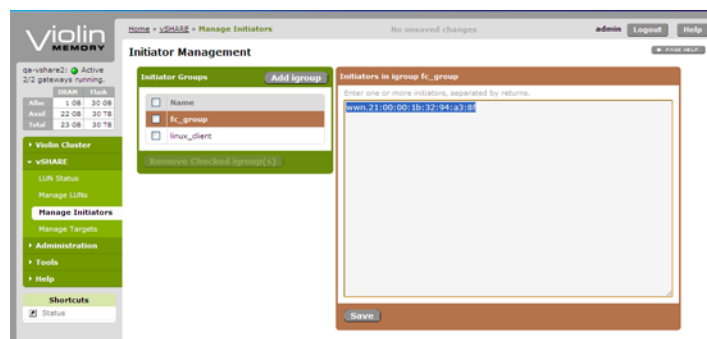 violin
MEMORY
Home » vSHARE » Manage Initiators
No unsaved changes
admin
Logout
Help
Initiator Management
PAGE HELP
qa-vshare2: Active
2/2 gateways running.
DRAM Flash
Alloc 1 GB 30 GB
Avail 22 GB 30 TB
Total 23 GB 30 TB
Violin Cluster
vSHARE
LUN Status
Manage LUNs
Manage Initiators
Manage Targets
Administration
Tools
Help
Shortcuts
Status
Initiator Groups
Add igroup
Name
fc_group
linux_client
Remove Checked igroup(s)
Initiators in igroup fc_group
Enter one or more initiators, separated by returns.
wwn.21:00:00:1b:32:94:a3:8f
Save